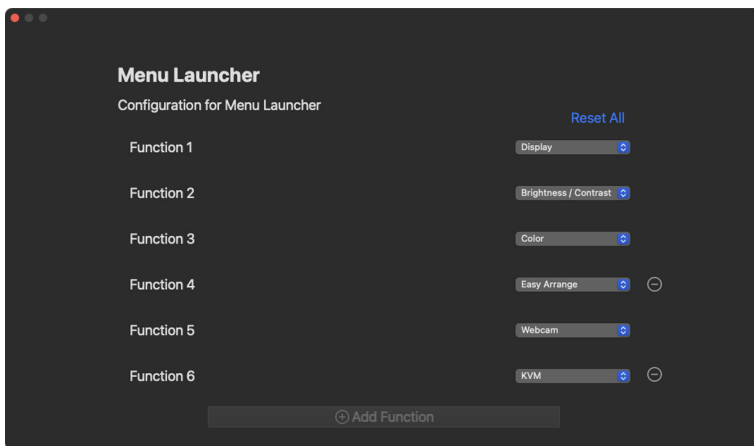 Menu Launcher
Configuration for Menu Launcher
Reset All
Function 1 Display
Function 2 Brightness / Contrast
Function 3 Color
Function 4 Easy Arrange
Function 5 Webcam
Function 6 KVM
Add Function